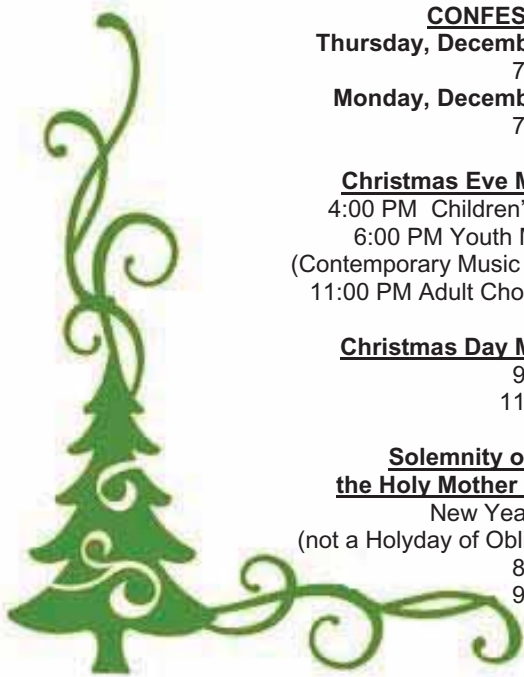 CONFES
Thursday, Decemb
7
Monday, Decemb
7
Christmas Eve M
4:00 PM Children'
6:00 PM Youth M
(Contemporary Music
11:00 PM Adult Cho
Christmas Day M
9
11
Solemnity o
the Holy Mother
New Yea
(not a Holyday of Obl
8
9